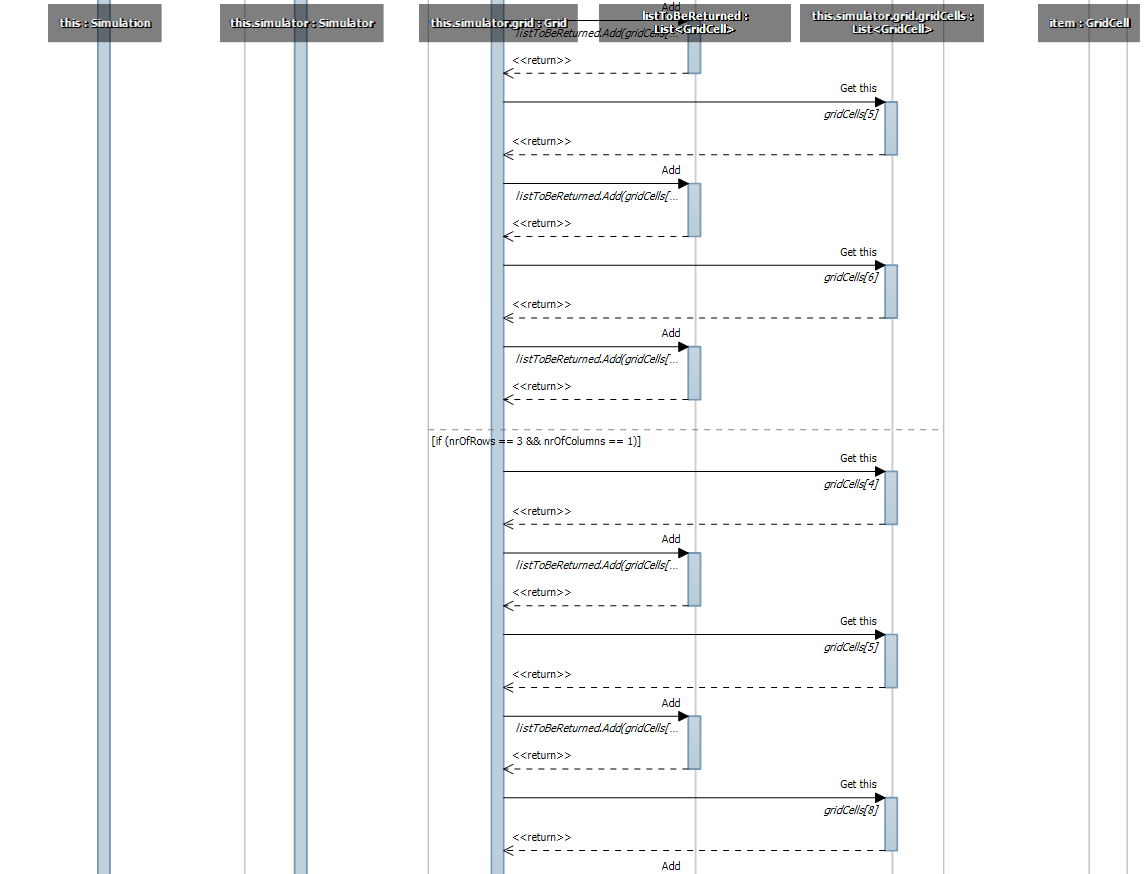 Add
this : Simulation
this.simulator : Simulator
this.simulator.grid : Grid
listToBeReturned :
List<GridCell>
this.simulator.grid.gridCells :
List<GridCell>
item : GridCell
listToBeReturned.Add(gridCells[...
<<return>>
Get this
gridCells[5]
<<return>>
Add
listToBeReturned.Add(gridCells[...
<<return>>
Get this
gridCells[6]
<<return>>
Add
listToBeReturned.Add(gridCells[...
<<return>>
[if (nrOfRows == 3 && nrOfColumns == 1)]
Get this
gridCells[4]
<<return>>
Add
listToBeReturned.Add(gridCells[...
<<return>>
Get this
gridCells[5]
<<return>>
Add
listToBeReturned.Add(gridCells[...
<<return>>
Get this
gridCells[8]
<<return>>
Add